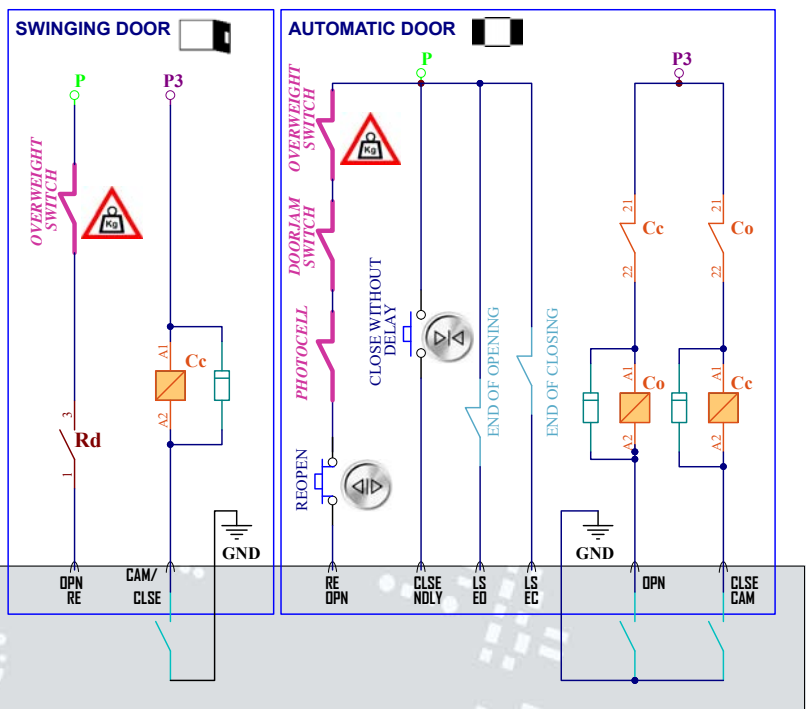 SWINGING DOOR
P
P3
OVERWEIGHT
SWITCH
Kg
A1
Cc
A2
3
Rd
1
GND
OPN
RE
CAM/
CLSE
AUTOMATIC DOOR
P
P3
OVERWEIGHT
SWITCH
Kg
DOORJAM
SWITCH
PHOTOCELL
REOPEN
CLOSE WITHOUT
DELAY
END OF OPENING
END OF CLOSING
21
Cc
22
21
Co
22
A1
Co
A2
A1
Cc
A2
GND
RE
OPN
CLSE
NDLY
LS
EO
LS
EC
OPN
CLSE
CAM